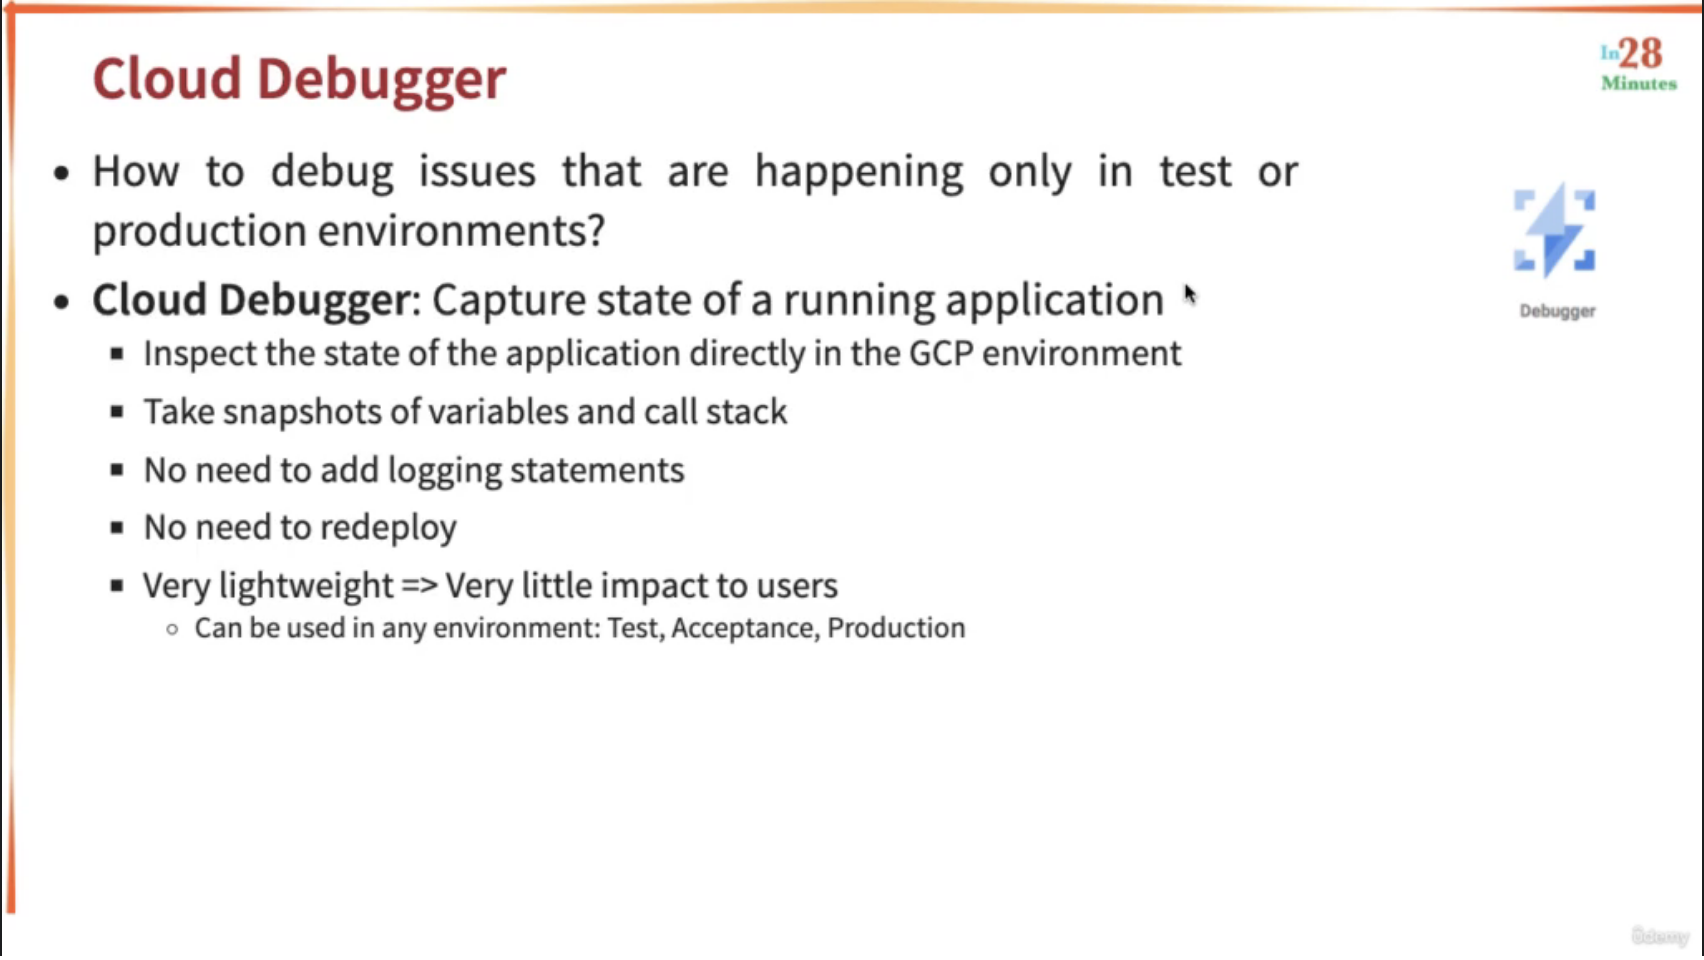 Cloud Debugger
In28
Minutes
• How to debug issues that are happening only in test or
production environments?
Debugger
• Cloud Debugger: Capture state of a running application
▪ Inspect the state of the application directly in the GCP environment
▪ Take snapshots of variables and call stack
▪ No need to add logging statements
▪ No need to redeploy
▪ Very lightweight => Very little impact to users
○ Can be used in any environment: Test, Acceptance, Production
ûdemy